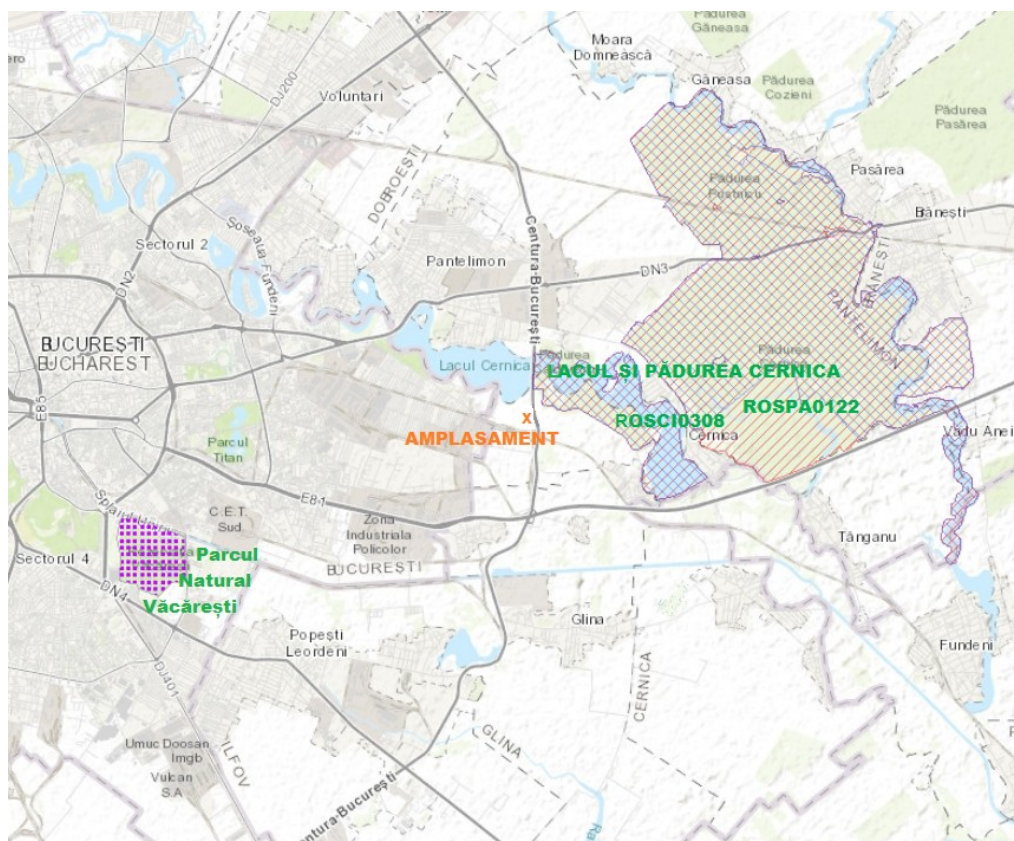 Pădurea
Găneasa
Moara
Domnească
Găneasa
Pădurea
Cozieni
Pădurea
Pasărea
DJ200
Voluntari
DOBROEȘTI
Pădurea
Pustnicu
Pasărea
Brănești
Sectorul 2
Șoseaua Fundeni
Centura-București
Pantelimon
DN3
BRĂNEȘTI
PANTELIMON
DN2
BUCUREȘTI
BUCHAREST
Lacul Cernica
Pădurea
Pădurea
LACUL ȘI PĂDUREA CERNICA
ROSPA0122
ROSCI0308
X
AMPLASAMENT
Cernica
Vadu Anei
E85
Parcul
Titan
E81
Splaiul Unirii
C.E.T.
Sud
Zona
Industriala
Policolor
BUCUREȘTI
Tânganu
Sectorul 4
Parcul
Natural
Văcărești
DN4
Popești
Leordeni
Glina
Fundeni
DJ401
ILFOV
CERNICA
GLINA
Umuc Doosan
Imgb
Vulcan
S.A
Centura-București